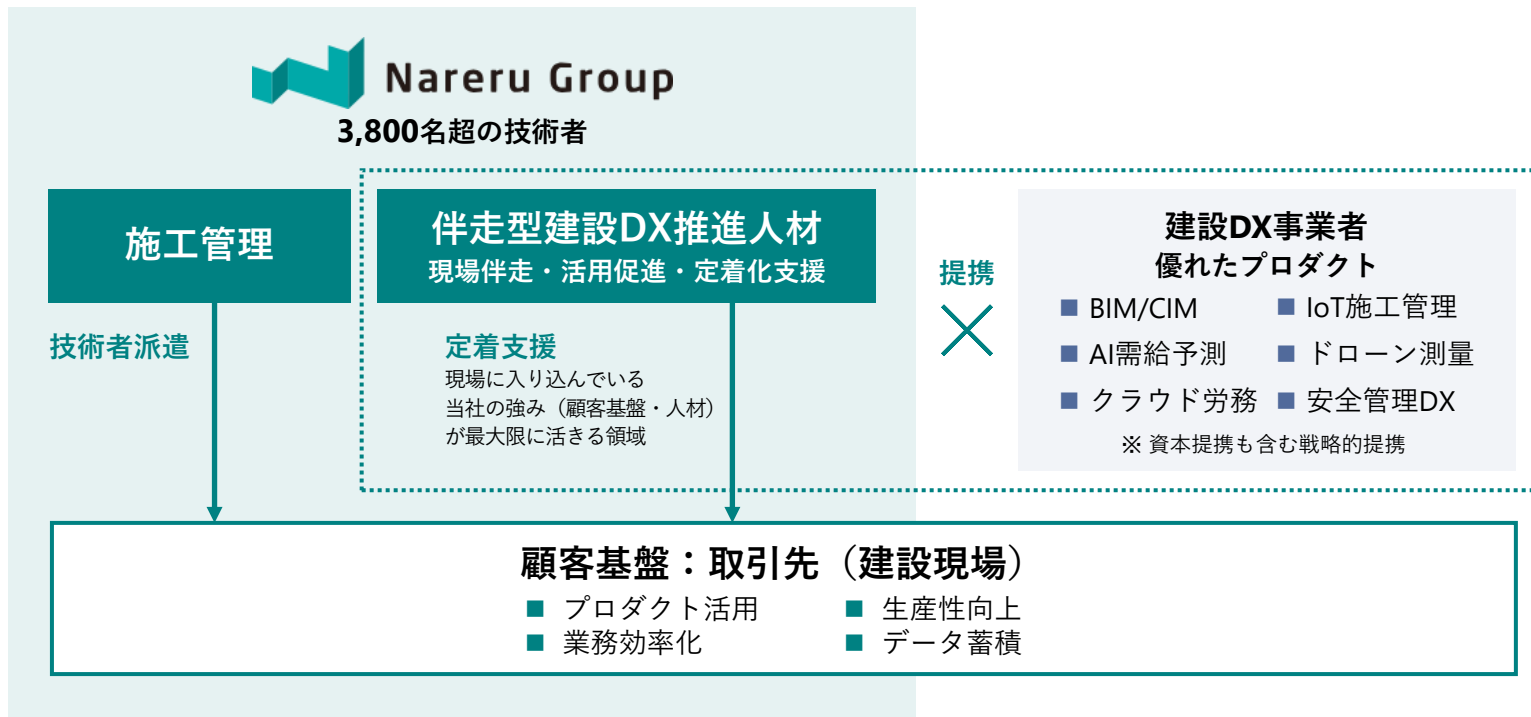 Nareru Group
3,800名超の技術者
施工管理
技術者派遣
伴走型建設DX推進人材
現場伴走・活用促進・定着化支援
定着支援
現場に入り込んでいる
当社の強み（顧客基盤・人材）
が最大限に活きる領域
提携
建設DX事業者
優れたプロダクト
■ BIM/CIM ■ IoT施工管理
■ AI需給予測 ■ ドローン測量
■ クラウド労務 ■ 安全管理DX
※ 資本提携も含む戦略的提携
顧客基盤：取引先（建設現場）
■ プロダクト活用 ■ 生産性向上
■ 業務効率化 ■ データ蓄積